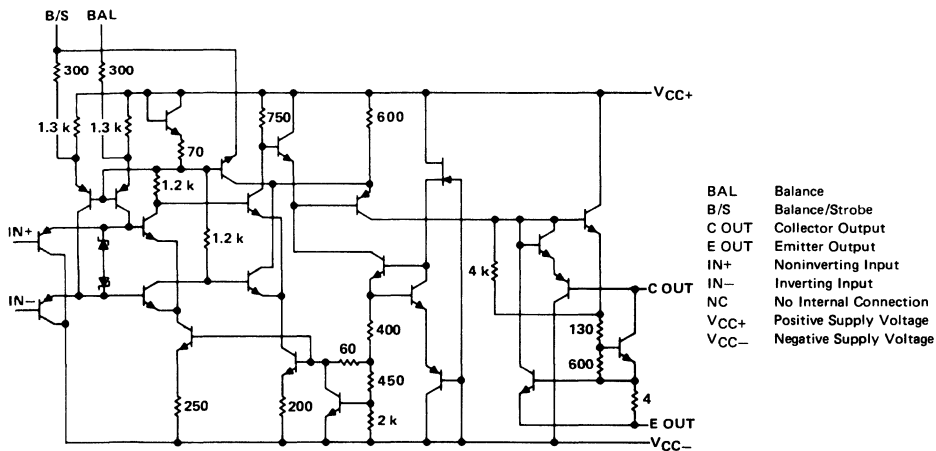 B/S BAL
300 300
VCC+
750 600
1.3 k 1.3 k
70
1.2 k
IN+
1.2 k
4 k
C OUT
IN−
130
400
60
600
450
250 200 4
2 k
E OUT
VCC−
BAL Balance
B/S Balance/Strobe
C OUT Collector Output
E OUT Emitter Output
IN+ Noninverting Input
IN− Inverting Input
NC No Internal Connection
VCC+ Positive Supply Voltage
VCC− Negative Supply Voltage